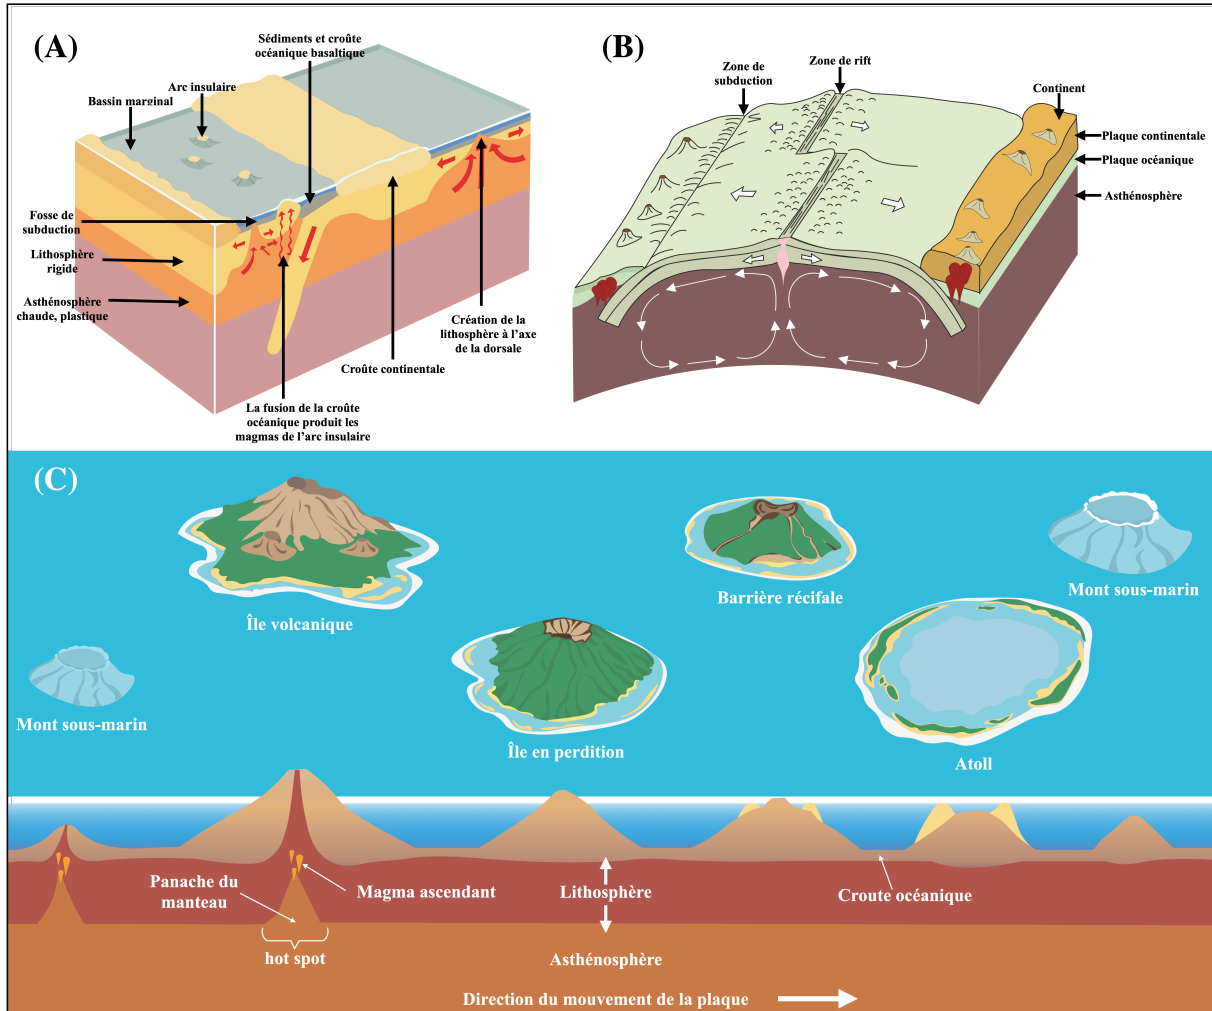 (A)
Sédiments et croûte
océanique basaltique
Arc insulaire
Bassin marginal
Fosse de
subduction
Lithosphère
rigide
Asthénosphère
chaude, plastique
Création de la
lithosphère à l’axe
de la dorsale
Croûte continentale
La fusion de la croûte
océanique produit les
magmas de l’arc insulaire
(B)
Zone de
subduction
Zone de rift
Continent
Plaque continentale
Plaque océanique
Asthénosphère
(C)
Île volcanique
Barrière récifale
Mont sous-marin
Mont sous-marin
Île en perdition
Atoll
Panache du
manteau
Magma ascendant
Lithosphère
Croute océanique
hot spot
Asthénosphère
Direction du mouvement de la plaque